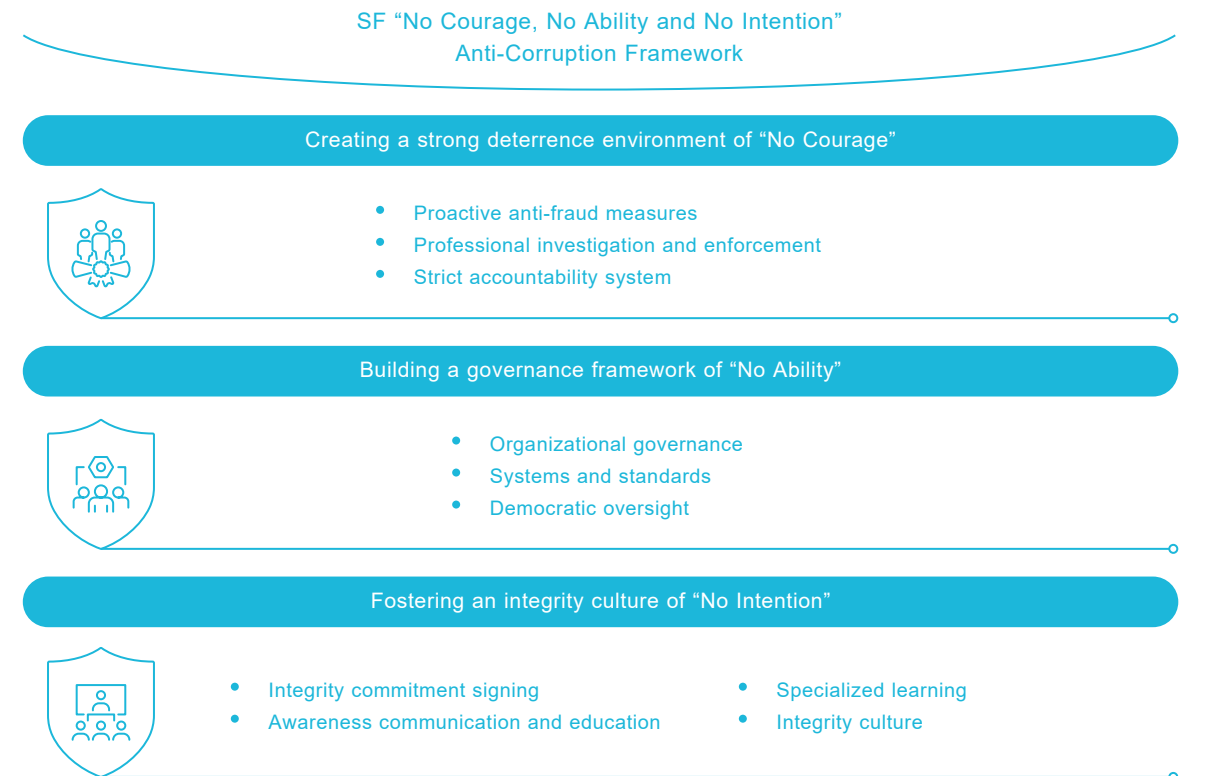 SF “No Courage, No Ability and No Intention”
Anti-Corruption Framework
Creating a strong deterrence environment of “No Courage”
• Proactive anti-fraud measures
• Professional investigation and enforcement
• Strict accountability system
Building a governance framework of “No Ability”
• Organizational governance
• Systems and standards
• Democratic oversight
Fostering an integrity culture of “No Intention”
• Integrity commitment signing
• Awareness communication and education
• Specialized learning
• Integrity culture